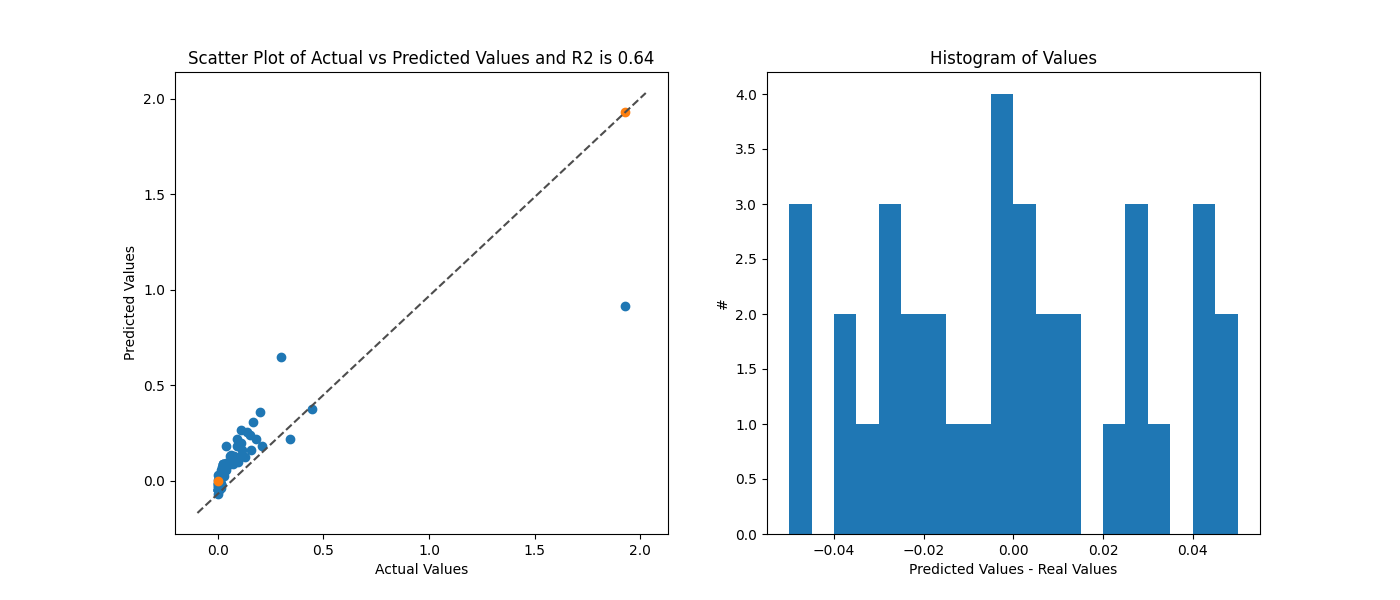 Scatter Plot of Actual vs Predicted Values and R2 is 0.64
2.0
1.5
1.0
0.5
0.0
Predicted Values
0.0 0.5 1.0 1.5 2.0
Actual Values
Histogram of Values
4.0
3.5
3.0
2.5
2.0
1.5
1.0
0.5
0.0
#
−0.04 −0.02 0.00 0.02 0.04
Predicted Values - Real Values